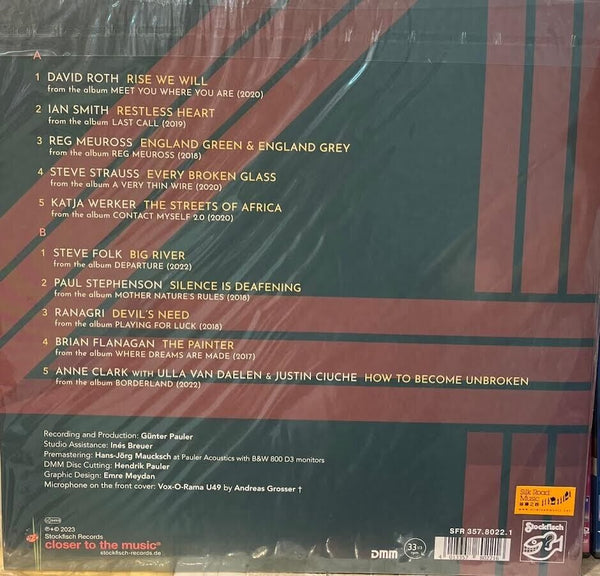 A
1 DAVID ROTH RISE WE WILL
from the album MEET YOU WHERE YOU ARE (2020)
2 IAN SMITH RESTLESS HEART
from the album LAST CALL (2019)
3 REG MEUROSS ENGLAND GREEN & ENGLAND GREY
from the album REG MEUROSS (2018)
4 STEVE STRAUSS EVERY BROKEN GLASS
from the album A VERY THIN WIRE (2020)
5 KATJA WERKER THE STREETS OF AFRICA
from the album CONTACT MYSELF 2.0 (2020)
B
1 STEVE FOLK BIG RIVER
from the album DEPARTURE (2022)
2 PAUL STEPHENSON SILENCE IS DEAFENING
from the album MOTHER NATURE'S RULES (2018)
3 RANAGRI DEVIL'S NEED
from the album PLAYING FOR LUCK (2018)
4 BRIAN FLANAGAN THE PAINTER
from the album WHERE DREAMS ARE MADE (2017)
5 ANNE CLARK WITH ULLA VAN DAELEN & JUSTIN CIUCHE HOW TO BECOME UNBROKEN
from the album BORDERLAND (2022)
Recording and Production: Günter Pauler
Studio Assistance: Inés Breuer
Premastering: Hans-Jörg Maucksch at Pauler Acoustics with B&W 800 D3 monitors
DMM Disc Cutting: Hendrik Pauler
Graphic Design: Emre Meydan
Microphone on the front cover: Vox-O-Rama U49 by Andreas Grosser †
℗+© 2023
Stockfisch Records
closer to the music®
stockfisch-records.de
DMM
33 1/3
SFR 357.8022.1
Silk Road
Music
Stockfisch